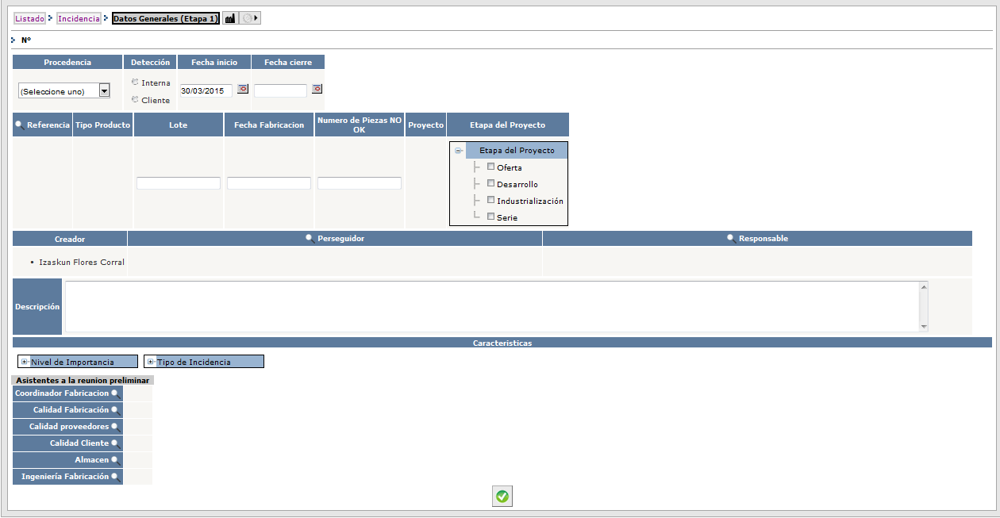 Listado Incidencia Datos Generales (Etapa 1)
Nº
Procedencia Detección Fecha inicio Fecha cierre
(Seleccione uno) Interna Cliente 30/03/2015
Referencia Tipo Producto Lote Fecha Fabricacion Numero de Piezas NO OK Proyecto Etapa del Proyecto
Etapa del Proyecto
Oferta
Desarrollo
Industrialización
Serie
Creador Perseguidor Responsable
• Izaskun Flores Corral
Descripción
Caracteristicas
Nivel de Importancia Tipo de Incidencia
Asistentes a la reunion preliminar
Coordinador Fabricacion
Calidad Fabricación
Calidad proveedores
Calidad Cliente
Almacen
Ingeniería Fabricación